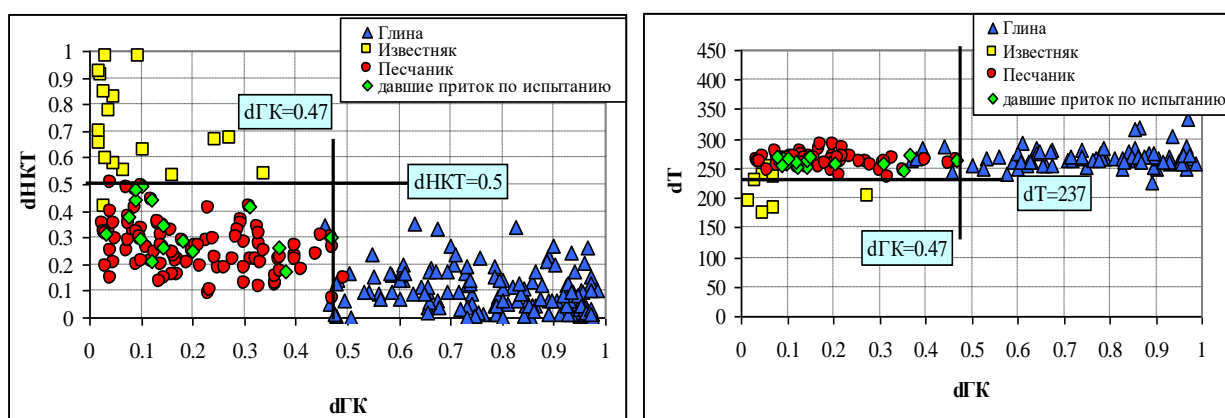 Глина
Известняк
Песчаник
давшие приток по испытанию
dГК=0.47
dНКТ=0.5
dНКТ
1
0.9
0.8
0.7
0.6
0.5
0.4
0.3
0.2
0.1
0
0 0.1 0.2 0.3 0.4 0.5 0.6 0.7 0.8 0.9 1
dГК
Глина
Известняк
Песчаник
давшие приток по испытанию
dT
450
400
350
300
250
200
150
100
50
0
dT=237
dГК=0.47
0 0.1 0.2 0.3 0.4 0.5 0.6 0.7 0.8 0.9 1
dГК